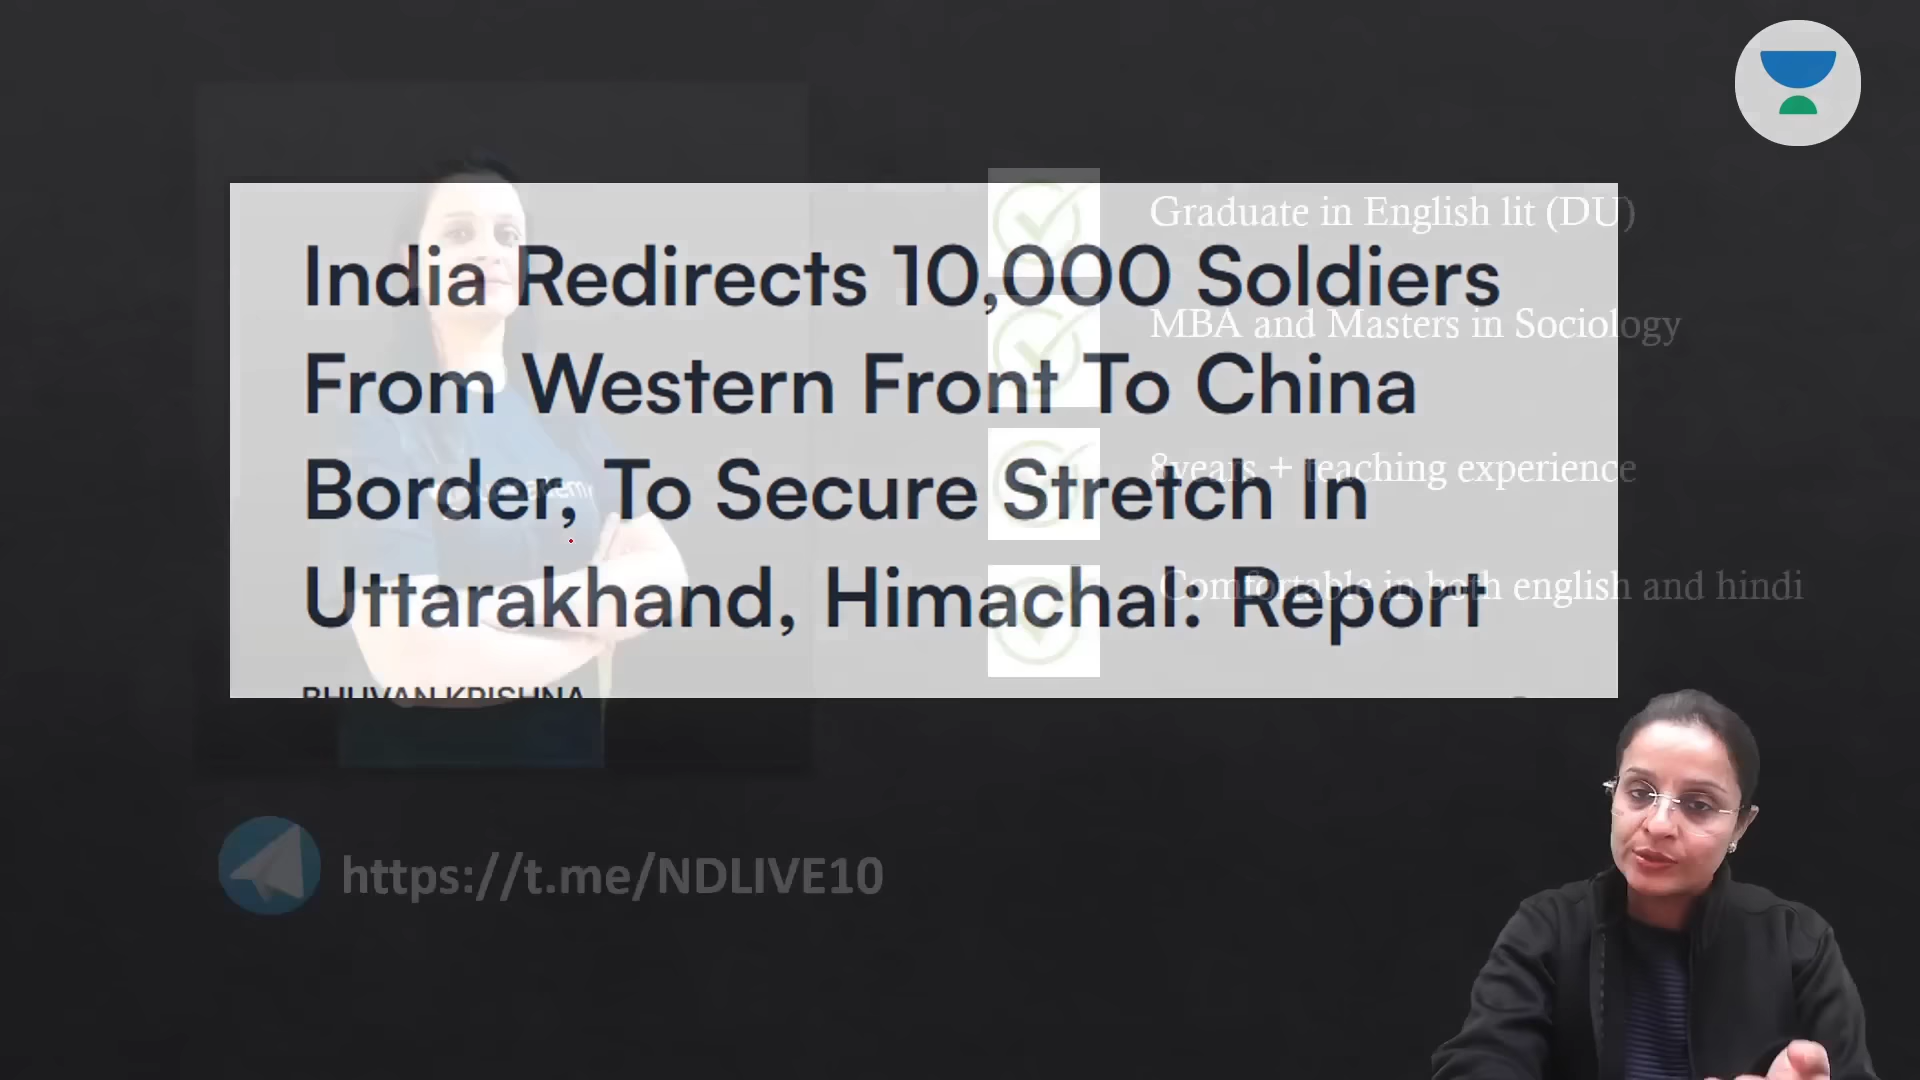 Graduate in English lit (DU)
India Redirects 10,000 Soldiers
MBA and Masters in Sociology
From Western Front To China
8years + teaching experience
Border, To Secure Stretch In
Comfortable in both english and hindi
Uttarakhand, Himachal: Report
BHUVAN KRISHNA
https://t.me/NDLIVE10